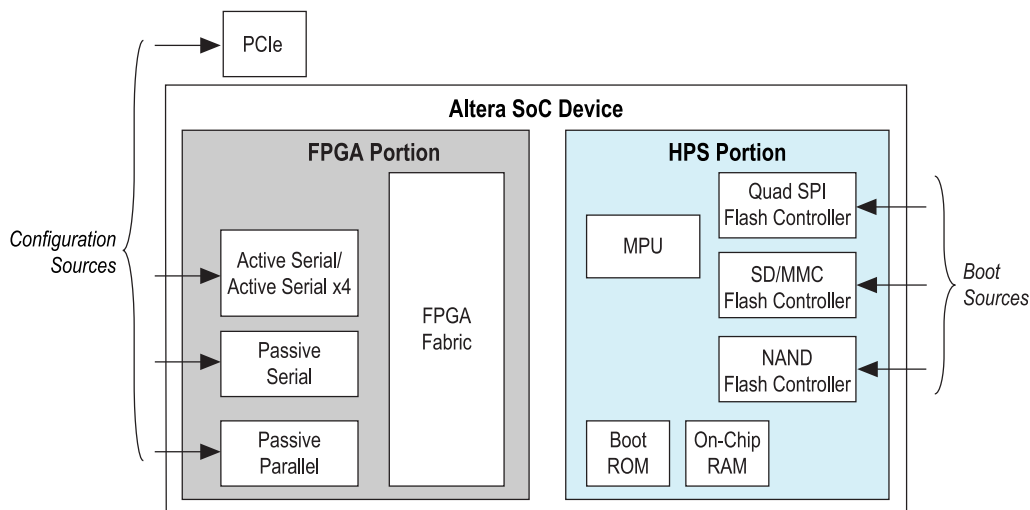 PCIe
Altera SoC Device
FPGA Portion
HPS Portion
Configuration
Sources
Active Serial/
Active Serial x4
Passive
Serial
Passive
Parallel
FPGA
Fabric
MPU
Quad SPI
Flash Controller
SD/MMC
Flash Controller
NAND
Flash Controller
Boot
ROM
On-Chip
RAM
Boot
Sources